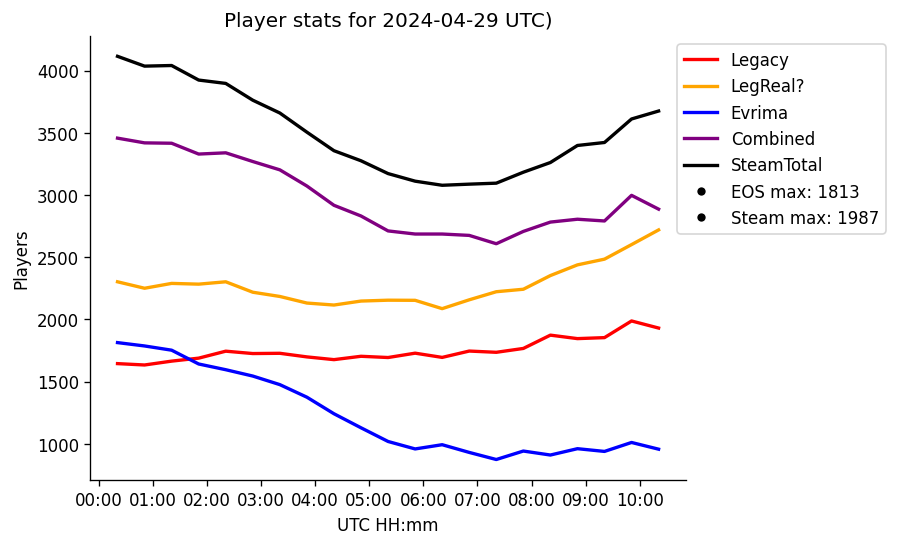 Player stats for 2024-04-29 UTC)
Legacy
LegReal?
Evrima
Combined
SteamTotal
EOS max: 1813
Steam max: 1987
Players
4000
3500
3000
2500
2000
1500
1000
00:00 01:00 02:00 03:00 04:00 05:00 06:00 07:00 08:00 09:00 10:00
UTC HH:mm